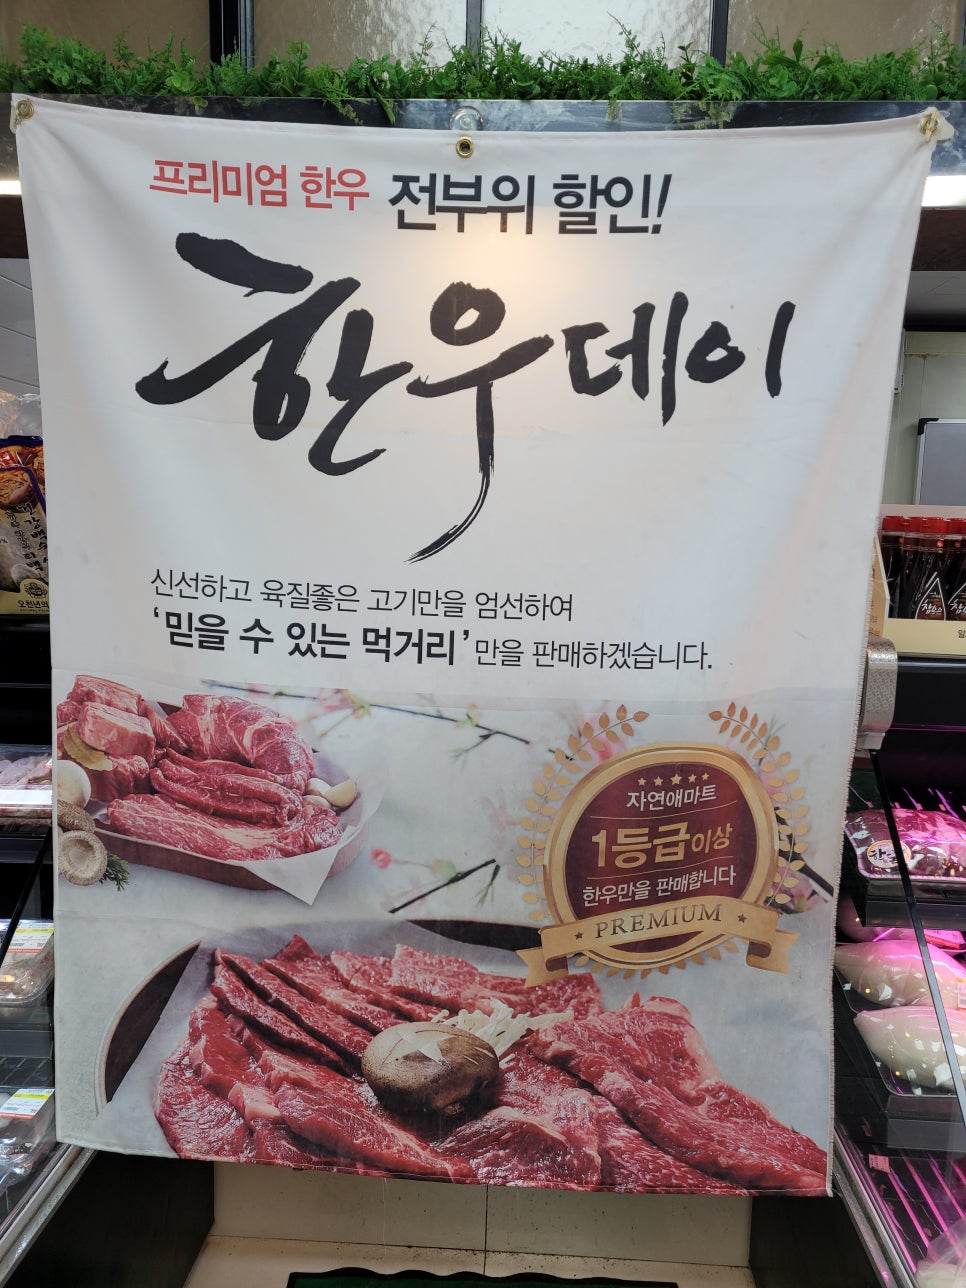 프리미엄 한우 전부위 할인!
한우데이
신선하고 육질좋은 고기만을 엄선하여
'믿을 수 있는 먹거리'만을 판매하겠습니다.
자연애마트
1등급이상
한우만을 판매합니다
PREMIUM
참소스